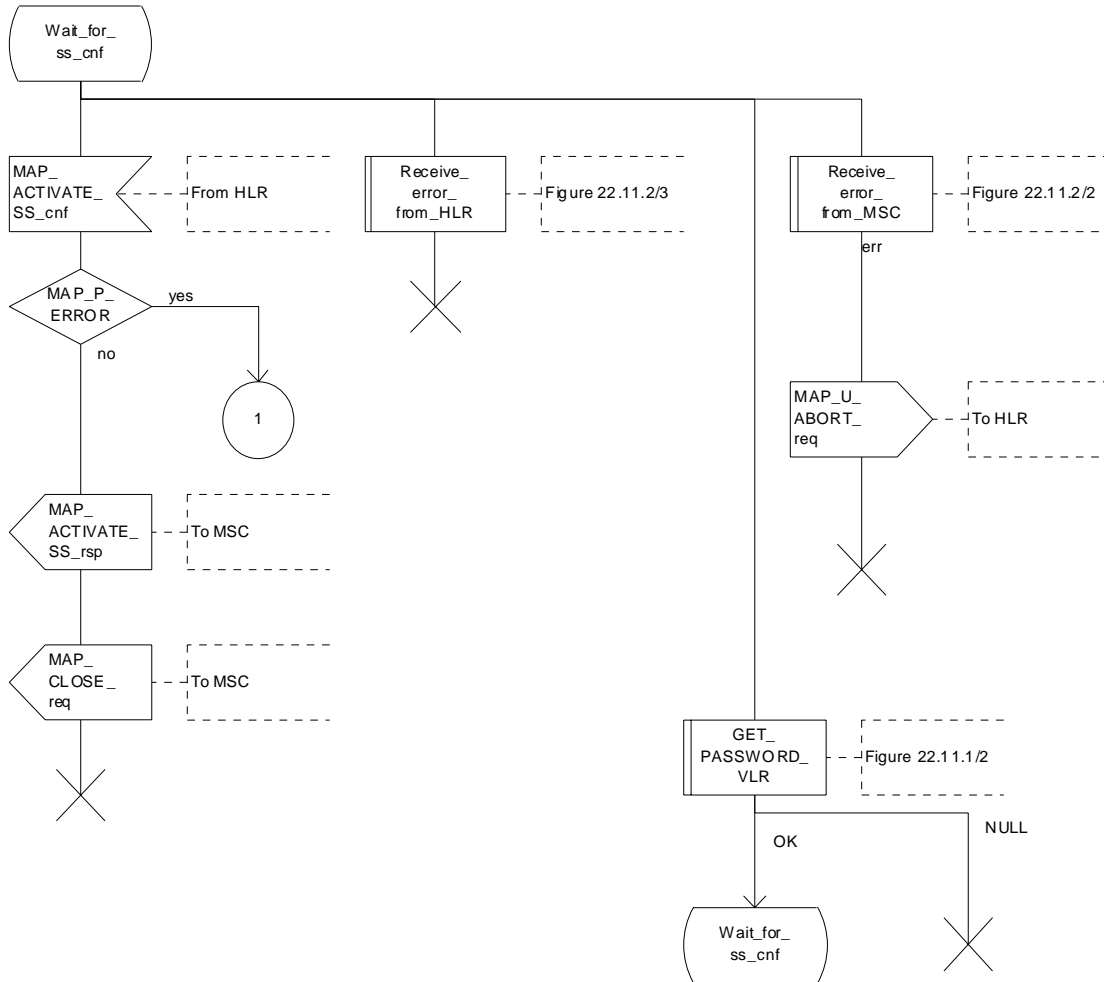 Wait_for_
ss_cnf
MAP_
ACTIVATE_
SS_cnf
From HLR
Receive_
error_
from_HLR
Figure 22.11.2/3
Receive_
error_
from_MSC
Figure 22.11.2/2
err
MAP_P_
ERROR
yes
no
1
MAP_U_
ABORT_
req
To HLR
MAP_
ACTIVATE_
SS_rsp
To MSC
MAP_
CLOSE_
req
To MSC
GET_
PASSWORD_
VLR
Figure 22.11.1/2
OK
NULL
Wait_for_
ss_cnf